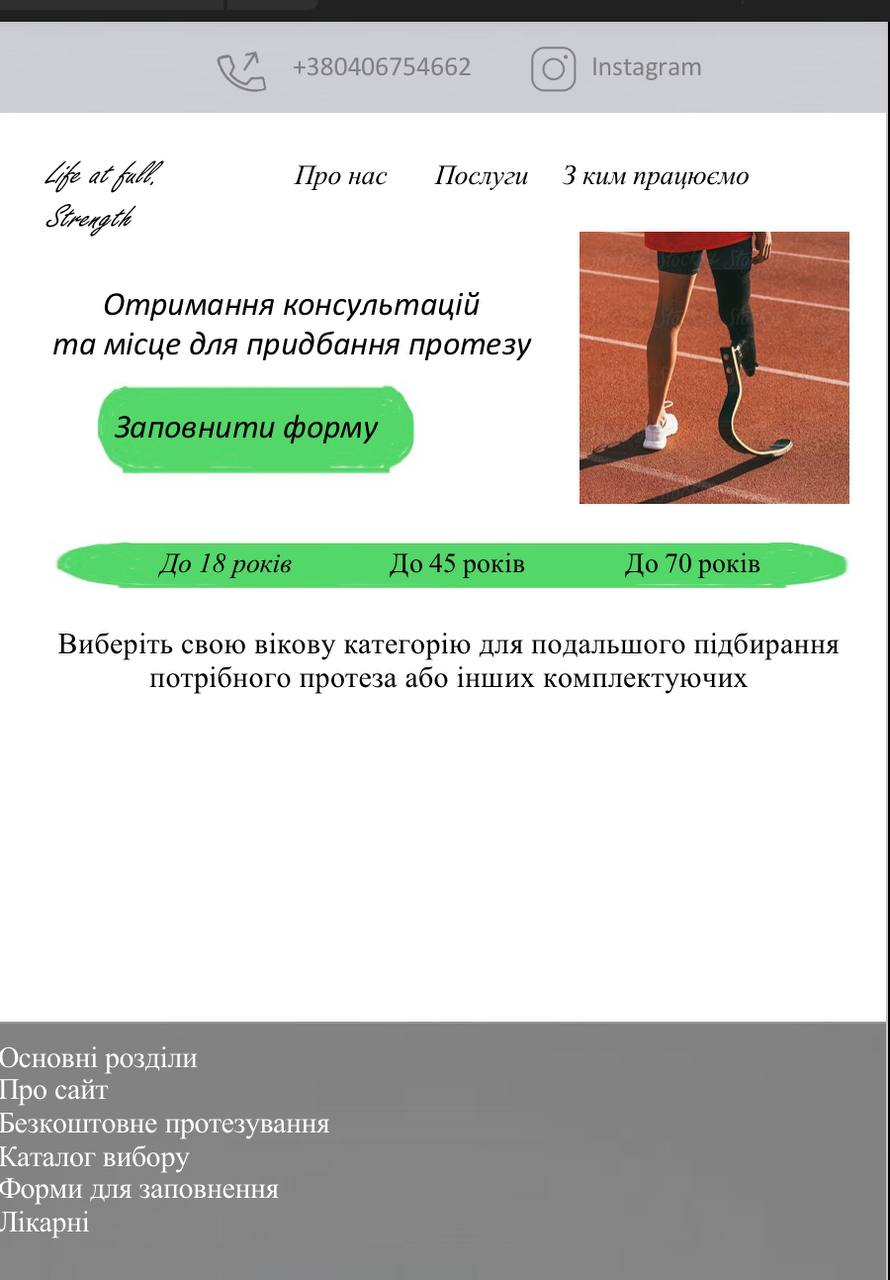 +380406754662 Instagram
Life at full.
Strength
Про нас Послуги З ким працюємо
Отримання консультацій
та місце для придбання протезу
Заповнити форму
До 18 років До 45 років До 70 років
Виберіть свою вікову категорію для подальшого підбирання
потрібного протеза або інших комплектуючих
Основні розділи
Про сайт
Безкоштовне протезування
Каталог вибору
Форми для заповнення
Лікарні